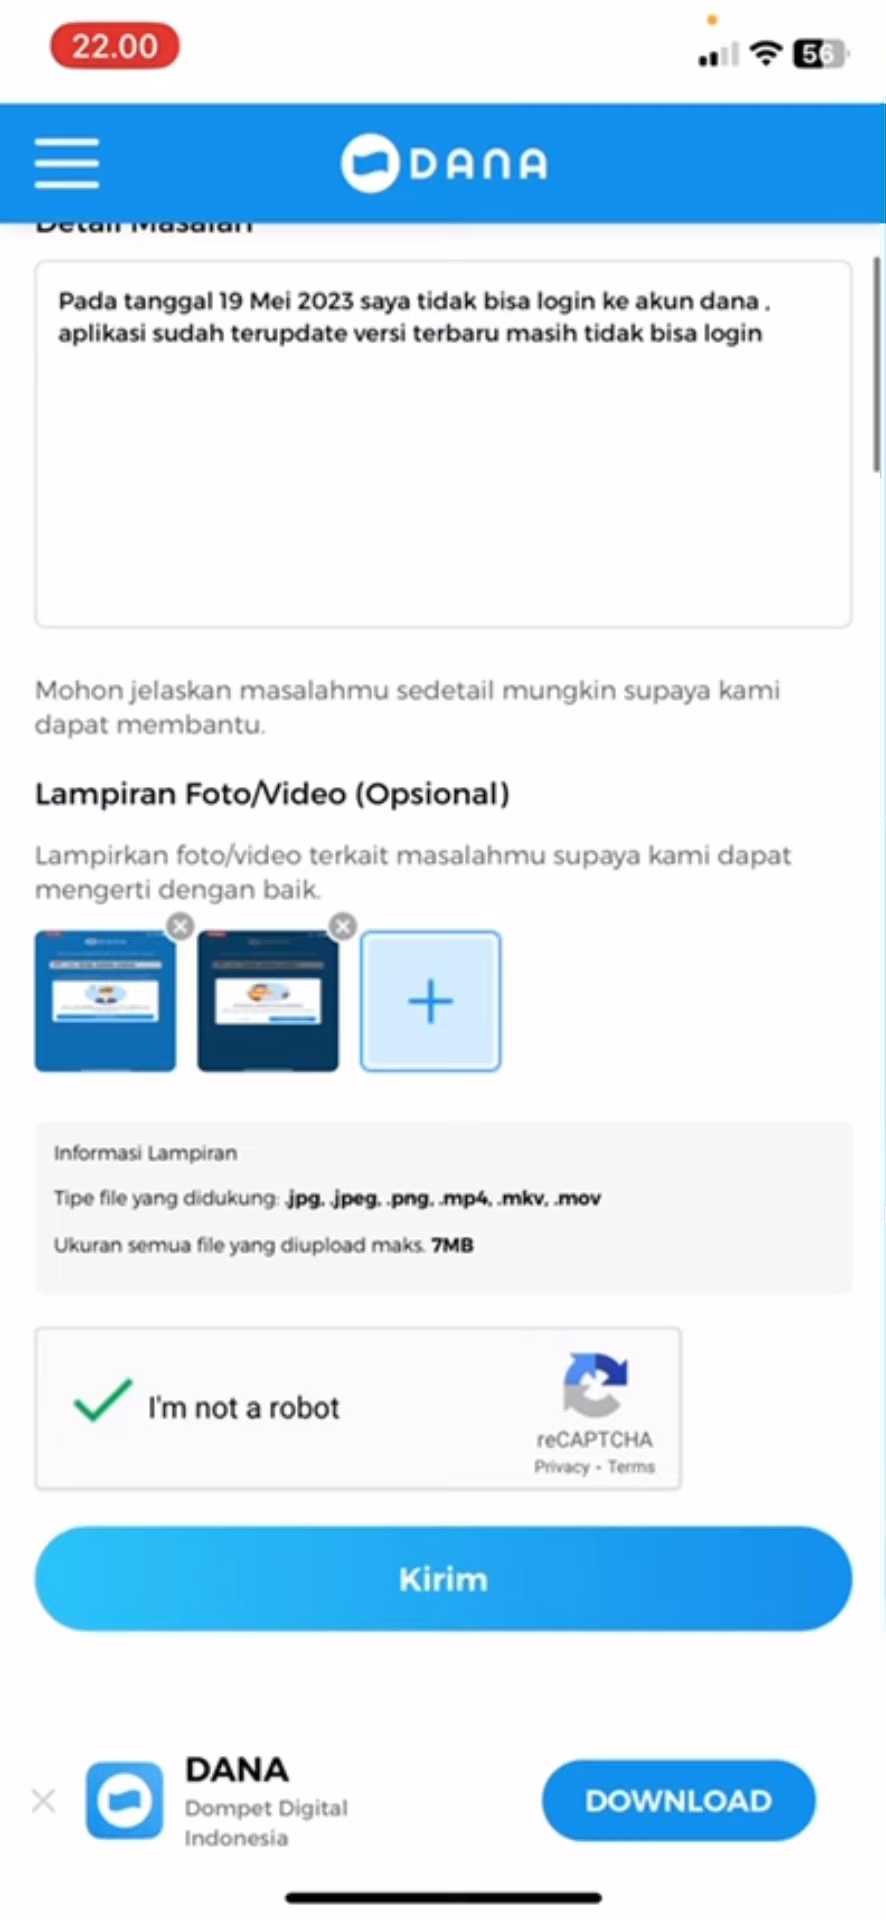 22.00
56
DANA
Detail Masalah
Pada tanggal 19 Mei 2023 saya tidak bisa login ke akun dana .
aplikasi sudah terupdate versi terbaru masih tidak bisa login
Mohon jelaskan masalahmu sedetail mungkin supaya kami
dapat membantu.
Lampiran Foto/Video (Opsional)
Lampirkan foto/video terkait masalahmu supaya kami dapat
mengerti dengan baik.
Informasi Lampiran
Tipe file yang didukung: .jpg, .jpeg, .png, .mp4, .mkv, .mov
Ukuran semua file yang diupload maks. 7MB
I'm not a robot
reCAPTCHA
Privacy - Terms
Kirim
DANA
Dompet Digital
Indonesia
DOWNLOAD